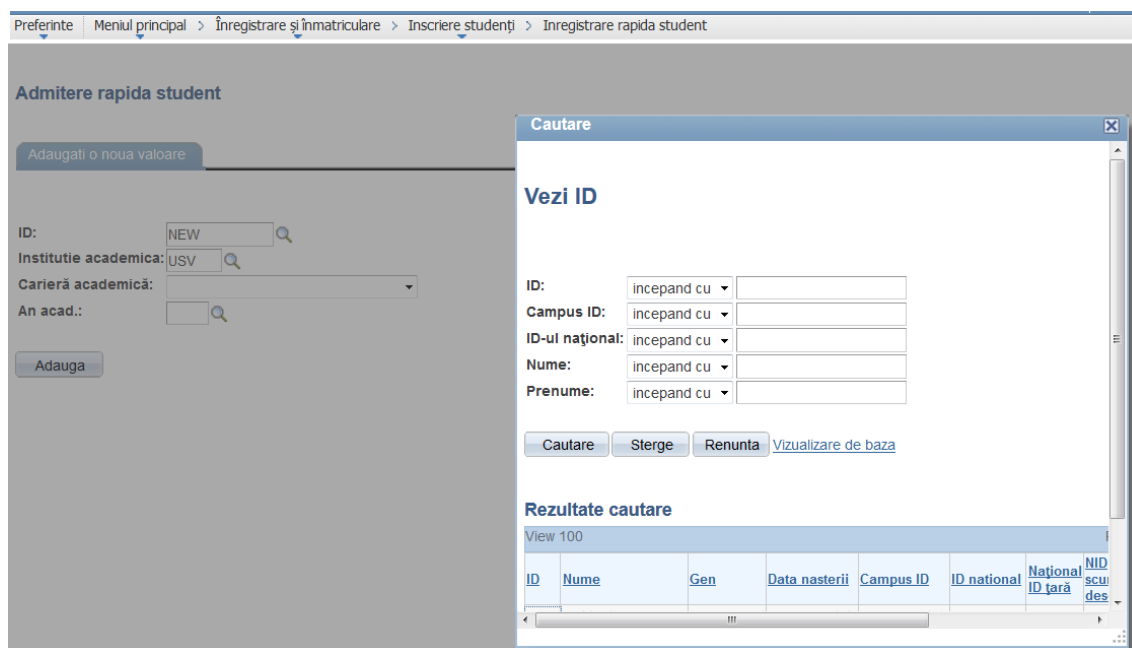 Preferinte Meniul principal > Înregistrare și înmatriculare > Inscriere studenți > Inregistrare rapida student
Admitere rapida student
Adaugati o noua valoare
ID: NEW
Institutie academica: USV
Carieră academică:
An acad.:
Adauga
Cautare
Vezi ID
ID: incepand cu
Campus ID: incepand cu
ID-ul naţional: incepand cu
Nume: incepand cu
Prenume: incepand cu
Cautare Sterge Renunta Vizualizare de baza
Rezultate cautare
View 100
ID Nume Gen Data nasterii Campus ID ID national Naţional ID ţară NID